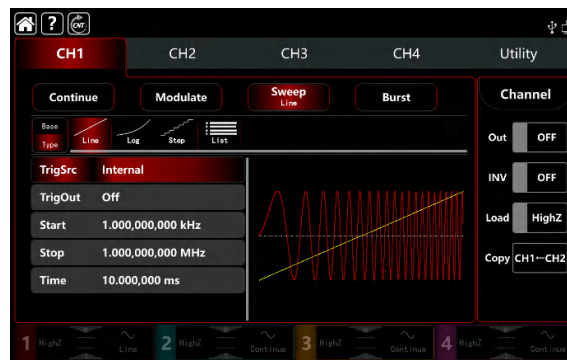 ? CNT
CH1 CH2 CH3 CH4 Utility
Continue Modulate Sweep Burst Channel
Line
Base
Type Line Log Step List
Out OFF
TrigSrc Internal
INV OFF
TrigOut Off
Start 1.000,000,000 kHz
Load HighZ
Stop 1.000,000,000 MHz
Copy CH1←CH2
Time 10.000,000 ms
1 HighZ Line 2 HighZ Continue 3 HighZ Continue 4 HighZ Continue